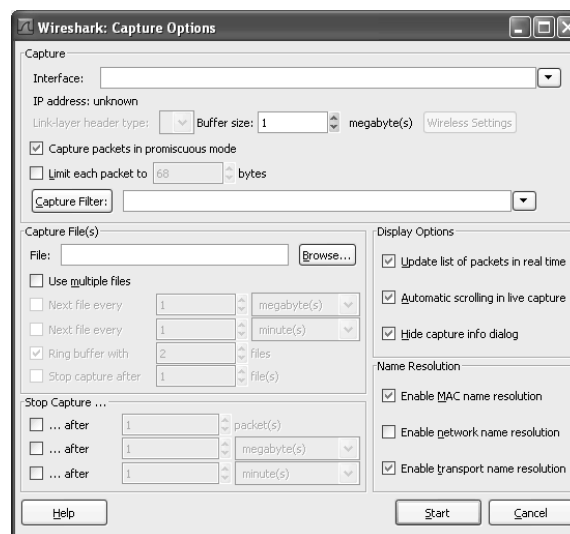 Wireshark: Capture Options
Capture
Interface:
IP address: unknown
Link-layer header type: Buffer size: 1 megabyte(s) Wireless Settings
Capture packets in promiscuous mode
Limit each packet to 68 bytes
Capture Filter:
Capture File(s)
File: Browse...
Use multiple files
Next file every 1 megabyte(s)
Next file every 1 minute(s)
Ring buffer with 2 files
Stop capture after 1 file(s)
Stop Capture ...
... after 1 packet(s)
... after 1 megabyte(s)
... after 1 minute(s)
Display Options
Update list of packets in real time
Automatic scrolling in live capture
Hide capture info dialog
Name Resolution
Enable MAC name resolution
Enable network name resolution
Enable transport name resolution
Help Start Cancel